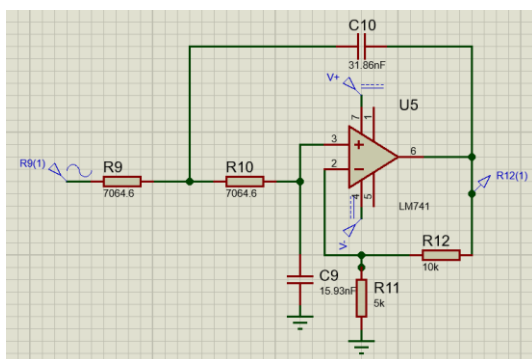 C10
31.86nF
V+
U5
7
1
R9(1)
R9
7064.6
R10
7064.6
3
2
6
4
5
LM741
R12(1)
V-
R12
10k
C9
15.93nF
R11
5k